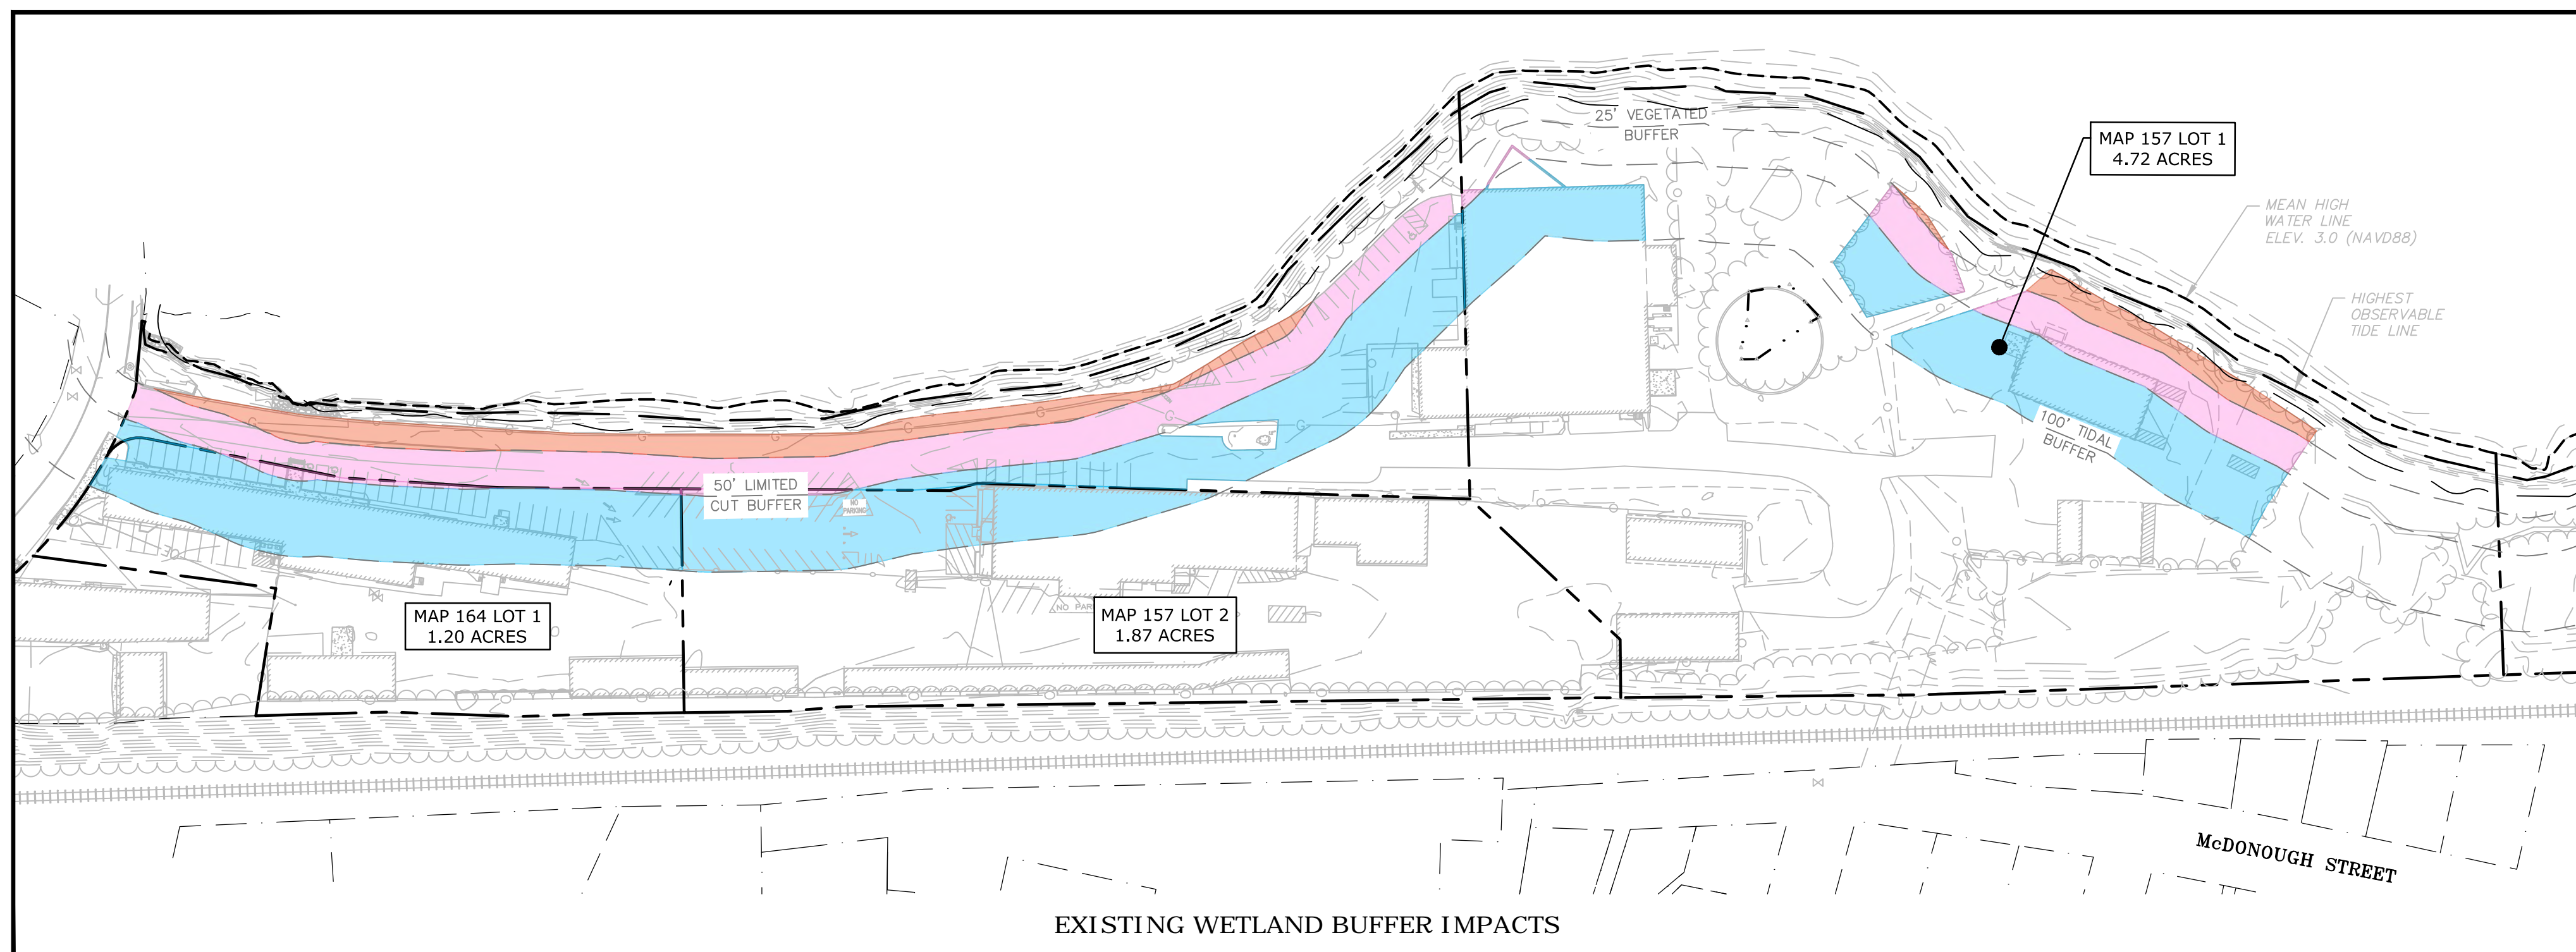 25' VEGETATED
BUFFER
MAP 157 LOT 1
4.72 ACRES
MEAN HIGH
WATER LINE
ELEV. 3.0 (NAVD88)
HIGHEST
OBSERVABLE
TIDE LINE
100' TIDAL
BUFFER
50' LIMITED
CUT BUFFER
NO
PARKING
G
G
G
G
G
G
G
G
MAP 164 LOT 1
1.20 ACRES
NO PAR
MAP 157 LOT 2
1.87 ACRES
McDONOUGH STREET
EXISTING WETLAND BUFFER IMPACTS